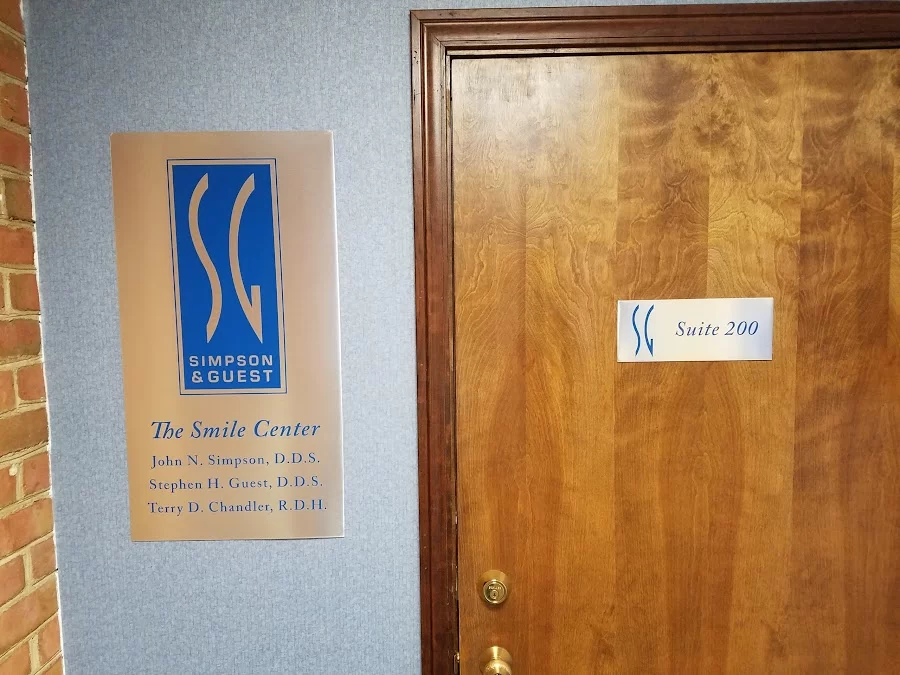 SG
SIMPSON
& GUEST
The Smile Center
John N. Simpson, D.D.S.
Stephen H. Guest, D.D.S.
Terry D. Chandler, R.D.H.
SG Suite 200